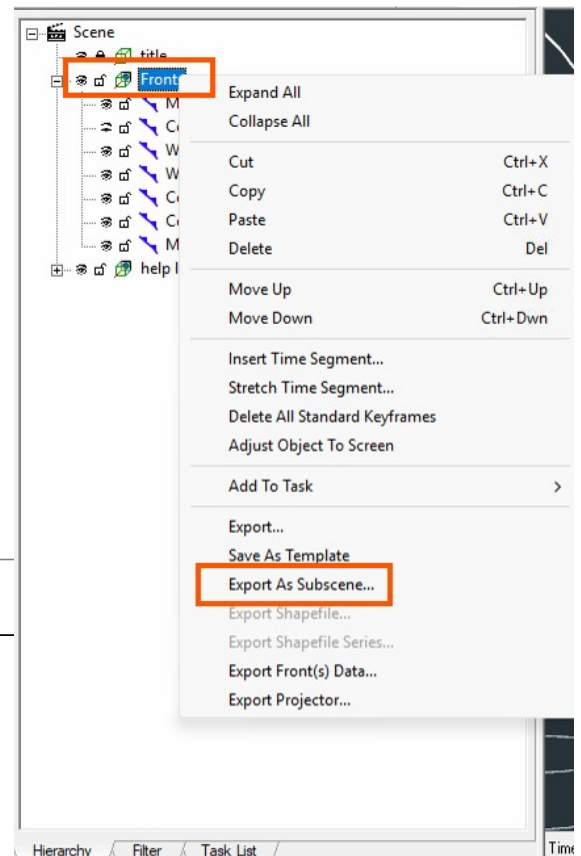 Scene
title
Front
M
Co
W
W
Co
Co
M
help l
Expand All
Collapse All
Cut Ctrl+X
Copy Ctrl+C
Paste Ctrl+V
Delete Del
Move Up Ctrl+Up
Move Down Ctrl+Dwn
Insert Time Segment...
Stretch Time Segment...
Delete All Standard Keyframes
Adjust Object To Screen
Add To Task >
Export...
Save As Template
Export As Subscene...
Export Shapefile...
Export Shapefile Series...
Export Front(s) Data...
Export Projector...
Hierarchy Filter Task List
Time